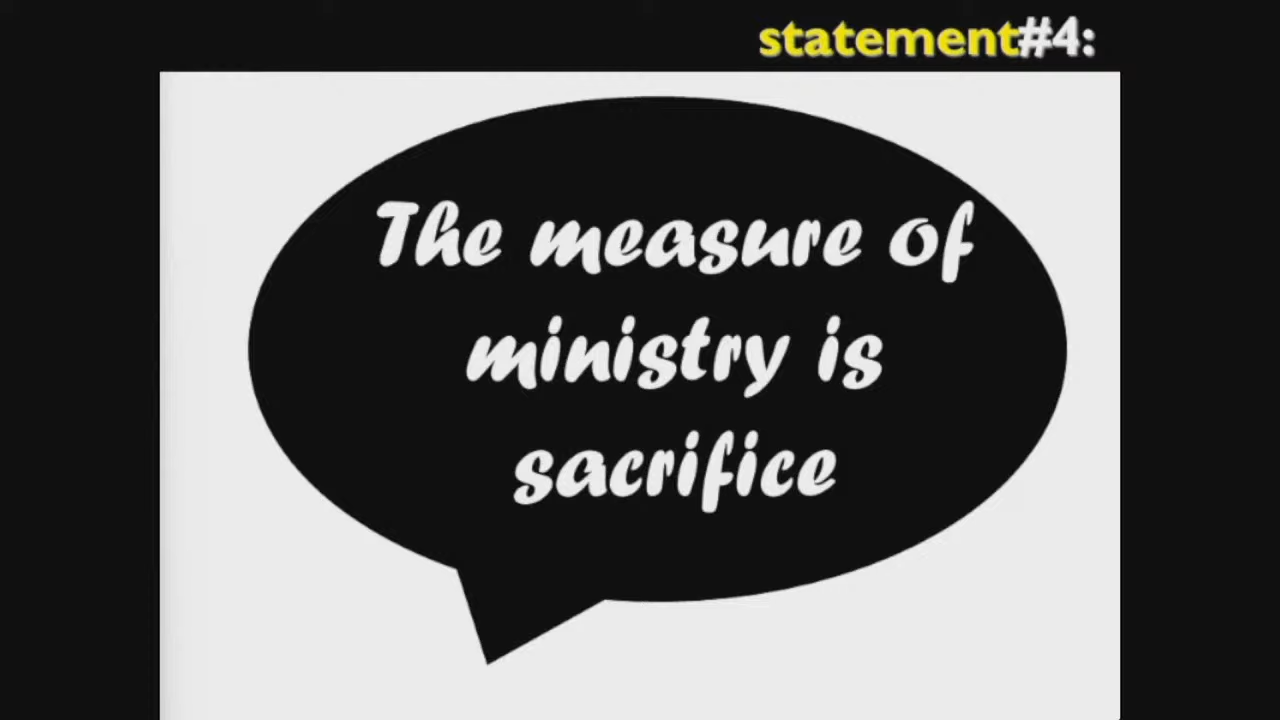 statement#4:
The measure of
ministry is
sacrifice